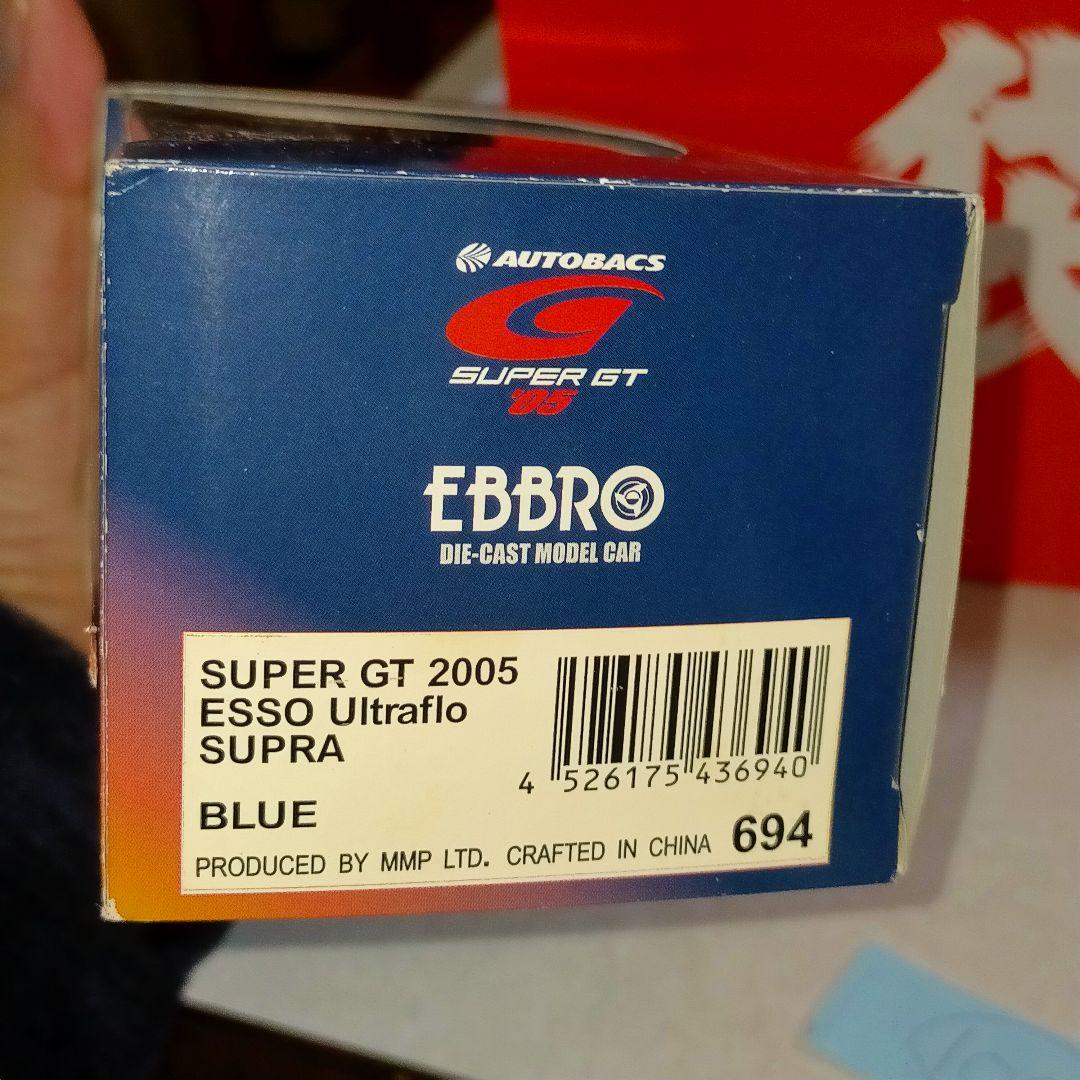 AUTOBACS
SUPER GT
'05
EBBRO
DIE-CAST MODEL CAR
SUPER GT 2005
ESSO Ultraflo
SUPRA
BLUE
4 526175 436940
PRODUCED BY MMP LTD. CRAFTED IN CHINA 694